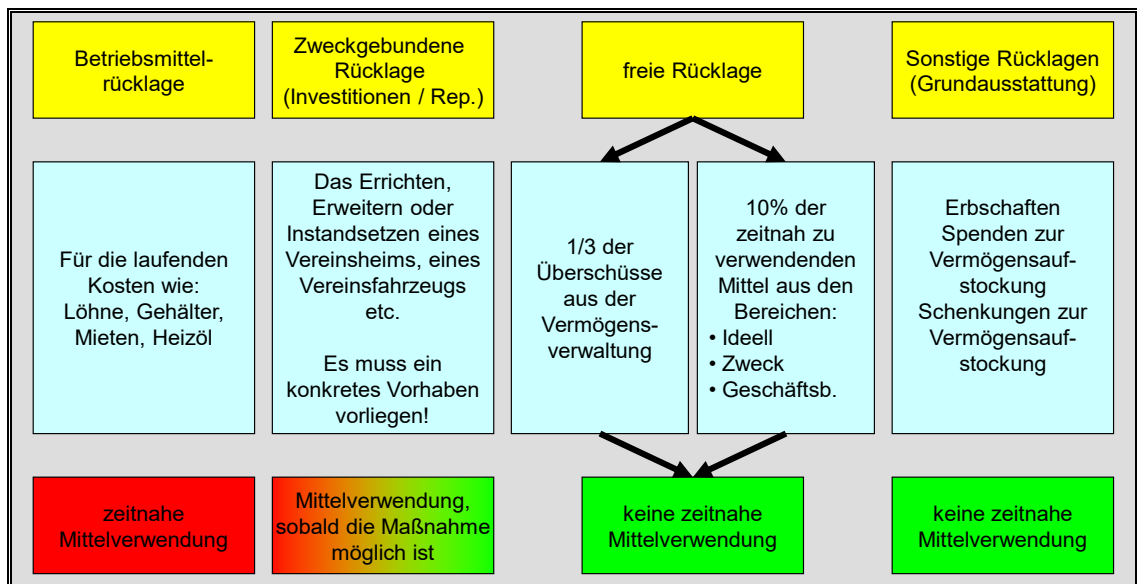 Betriebsmittel-
rücklage
Zweckgebundene
Rücklage
(Investitionen / Rep.)
freie Rücklage
Sonstige Rücklagen
(Grundausstattung)
Für die laufenden
Kosten wie:
Löhne, Gehälter,
Mieten, Heizöl
Das Errichten,
Erweitern oder
Instandsetzen eines
Vereinsheims, eines
Vereinsfahrzeugs
etc.
Es muss ein
konkretes Vorhaben
vorliegen!
1/3 der
Überschüsse
aus der
Vermögens-
verwaltung
10% der
zeitnah zu
verwendenden
Mittel aus den
Bereichen:
• Ideell
• Zweck
• Geschäftsb.
Erbschaften
Spenden zur
Vermögensauf-
stockung
Schenkungen zur
Vermögensauf-
stockung
zeitnahe
Mittelverwendung
Mittelverwendung,
sobald die Maßnahme
möglich ist
keine zeitnahe
Mittelverwendung
keine zeitnahe
Mittelverwendung